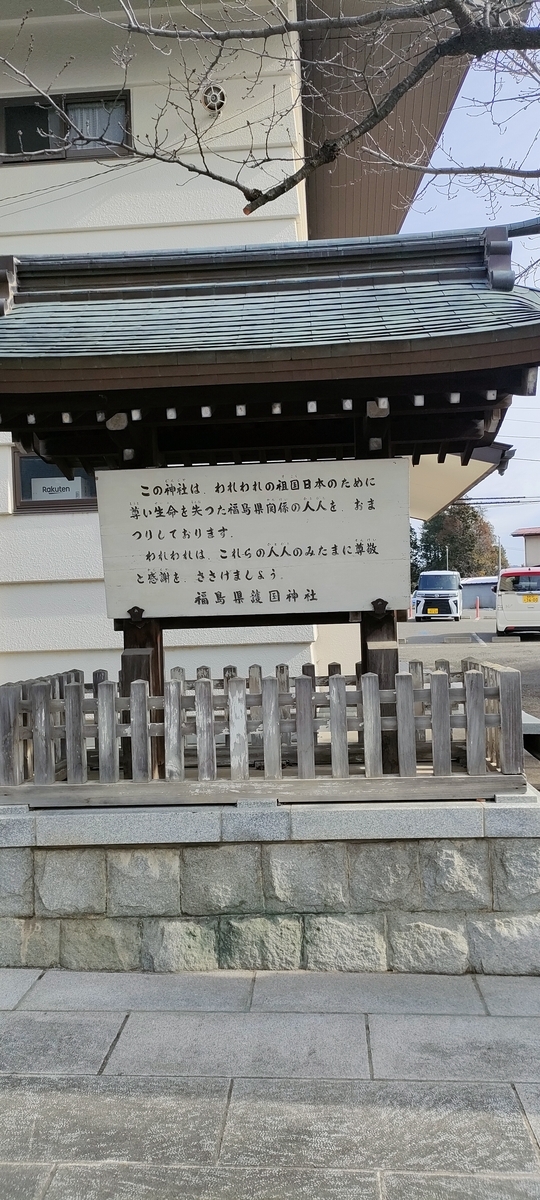 この神社は、われわれの祖国日本のために
尊い生命を失つた福島県関係の人人を、おま
つりしております。
われわれは、これらの人人のみたまに尊敬
と感謝を、ささげましよう。
福島県護国神社
Rakuten